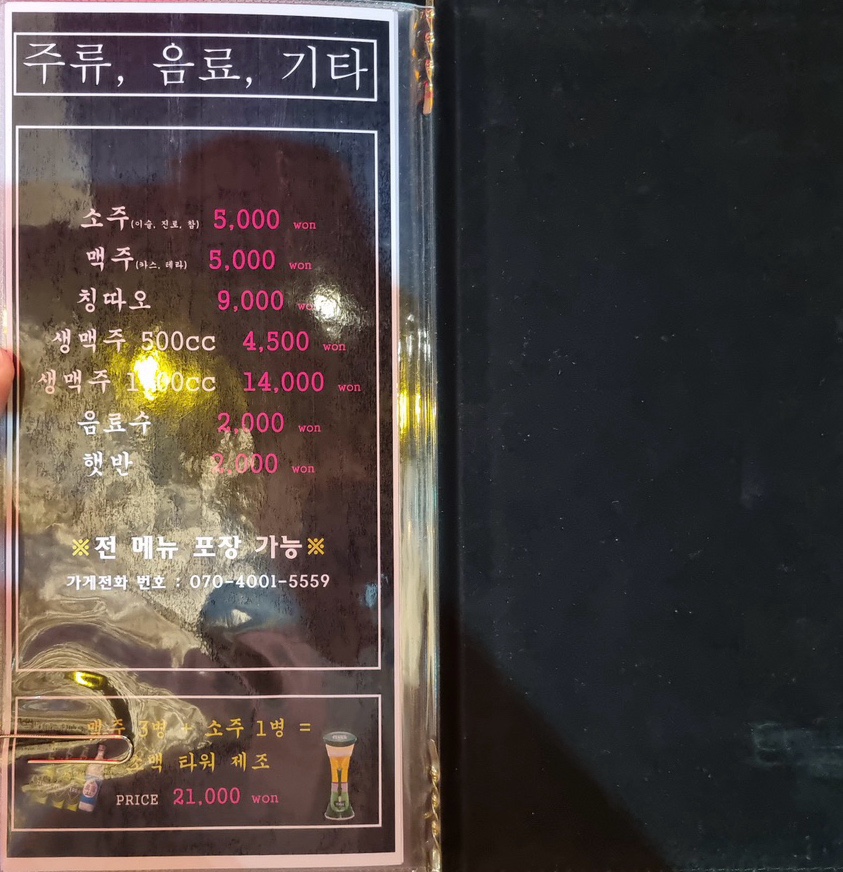 주류, 음료, 기타
소주(이슬, 진로, 참) 5,000 won
맥주(카스, 테라) 5,000 won
칭따오 9,000 won
생맥주 500cc 4,500 won
생맥주 cc 14,000 won
음료수 2,000 won
햇반 2,000 won
※전 메뉴 포장 가능※
가게전화 번호 : 070-4001-5559
맥주 3병 + 소주 1병 =
소맥 타워 제조
PRICE 21,000 won